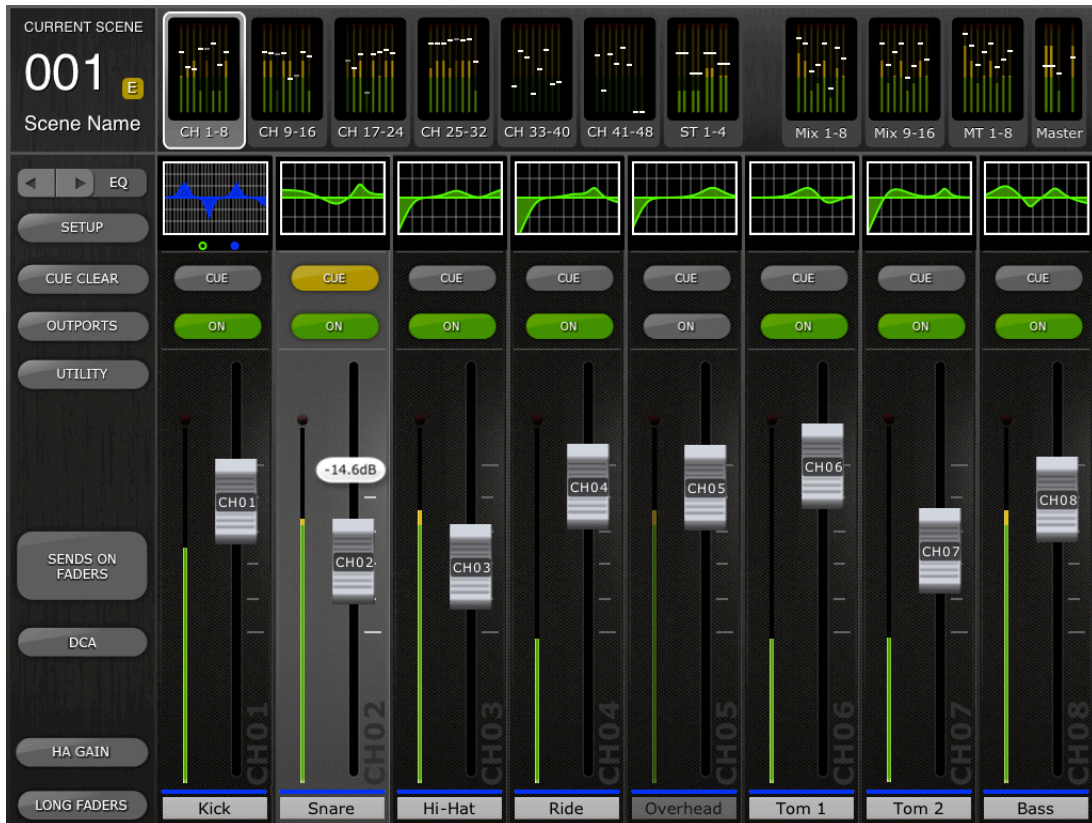 CURRENT SCENE
001 E
Scene Name
CH 1-8 CH 9-16 CH 17-24 CH 25-32 CH 33-40 CH 41-48 ST 1-4 Mix 1-8 Mix 9-16 MT 1-8 Master
EQ
SETUP
CUE CLEAR CUE CUE CUE CUE CUE CUE CUE CUE
OUTPORTS ON ON ON ON ON ON ON ON
UTILITY
-14.6dB
CH01 CH02 CH03 CH04 CH05 CH06 CH07 CH08
SENDS ON
FADERS
DCA
CH01 CH02 CH03 CH04 CH05 CH06 CH07 CH08
HA GAIN
LONG FADERS Kick Snare Hi-Hat Ride Overhead Tom 1 Tom 2 Bass